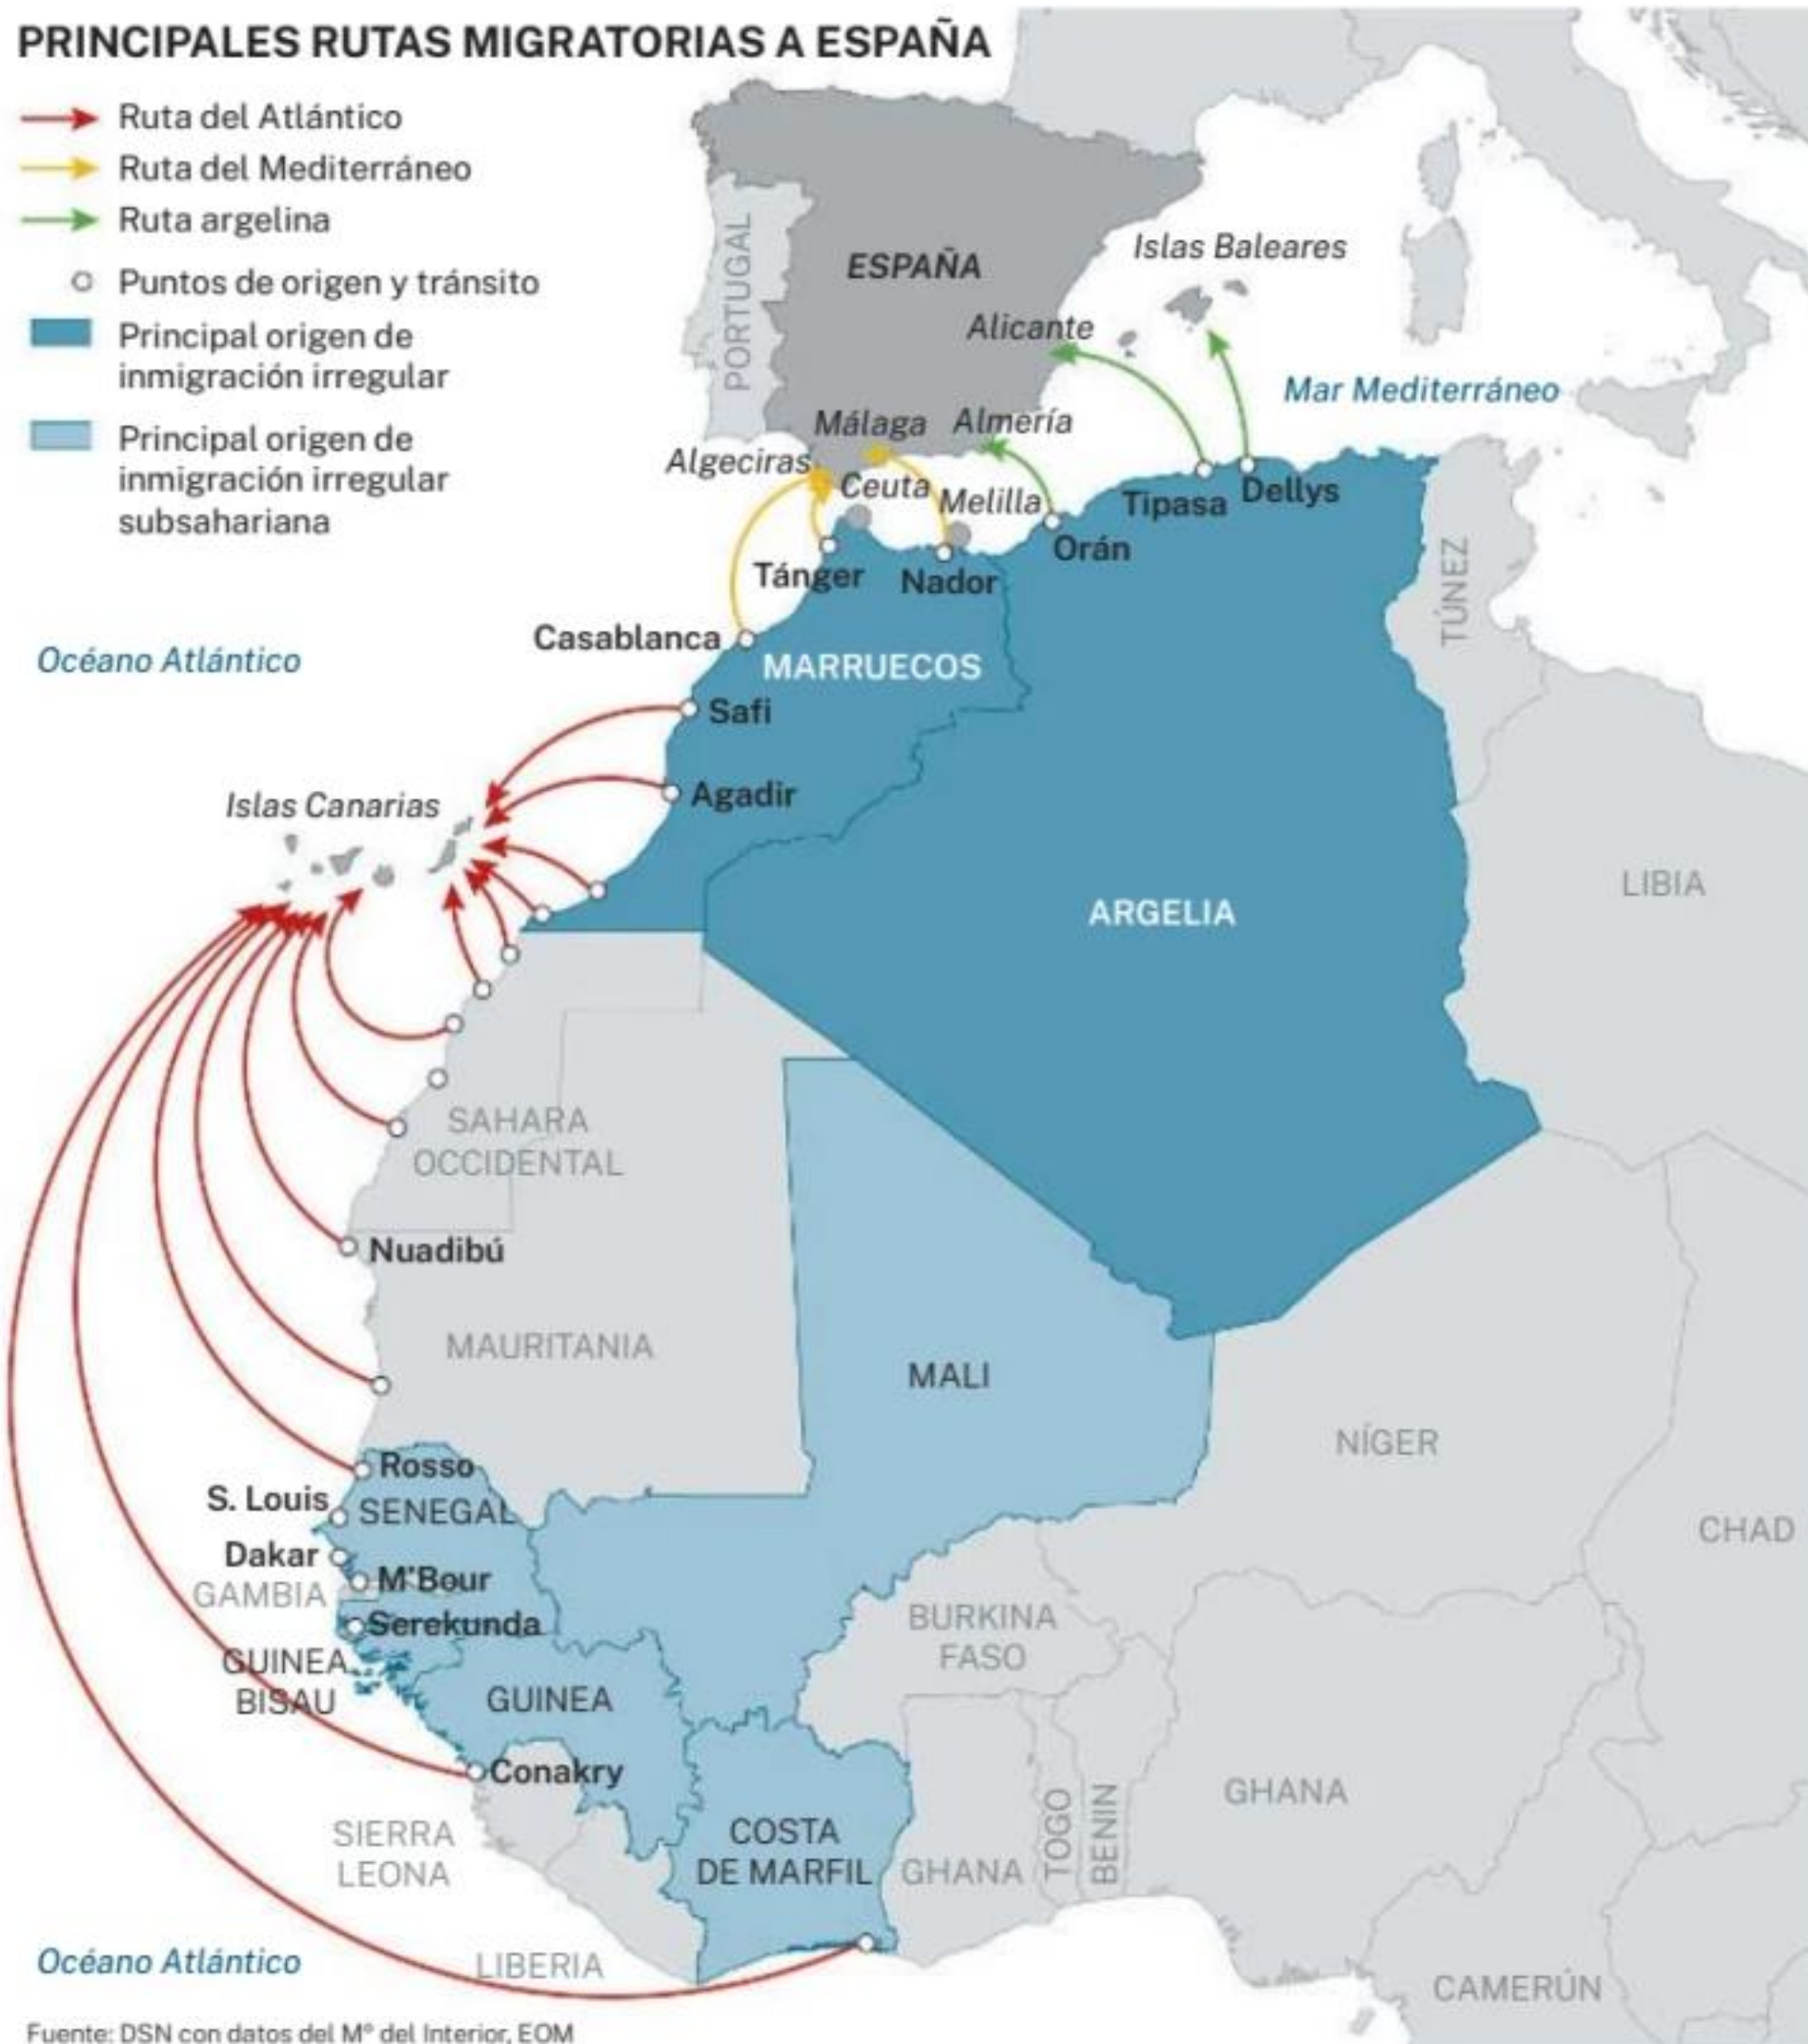 PRINCIPALES RUTAS MIGRATORIAS A ESPAÑA
Ruta del Atlántico
Ruta del Mediterráneo
Ruta argelina
Puntos de origen y tránsito
Principal origen de
inmigración irregular
Principal origen de
inmigración irregular
subsahariana
PORTUGAL
ESPAÑA
Islas Baleares
Alicante
Mar Mediterráneo
Málaga
Almería
Algeciras
Ceuta
Melilla
Tipasa
Dellys
Orán
Tánger
Nador
TÚNEZ
Casablanca
Océano Atlántico
MARRUECOS
Safi
Agadir
Islas Canarias
LIBIA
ARGELIA
SAHARA
OCCIDENTAL
Nuadibú
MAURITANIA
MALI
NÍGER
Rosso
S. Louis
SENEGAL
CHAD
Dakar
M'Bour
GAMBIA
Serekunda
BURKINA
FASO
GUINEA
BISAU
GUINEA
Conakry
GHANA
SIERRA
LEONA
COSTA
DE MARFIL
GHANA
TOGO
BENIN
Océano Atlántico
LIBERIA
CAMERÚN
Fuente: DSN con datos del Mº del Interior, EOM